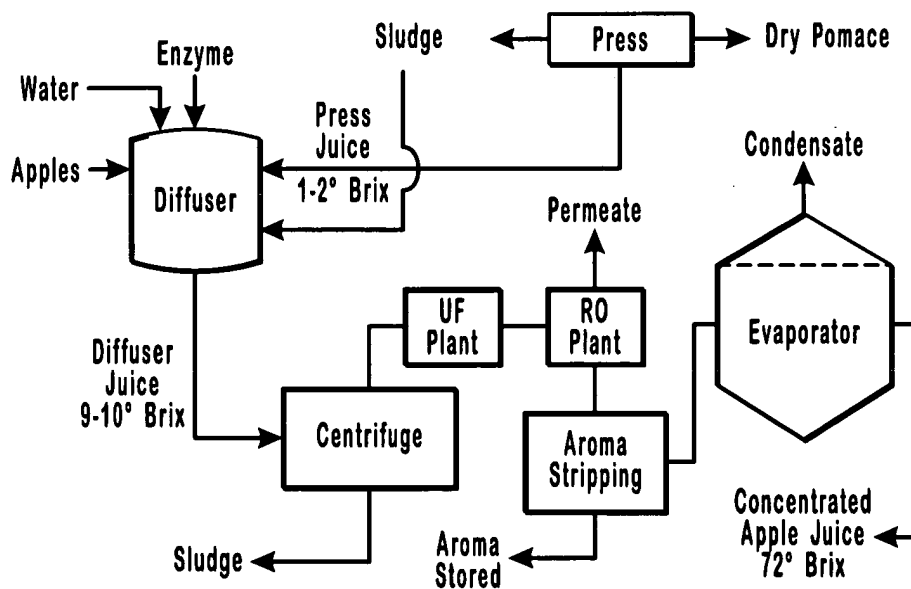 Sludge
Press
Dry Pomace
Enzyme
Water
Press
Juice
1-2° Brix
Apples
Diffuser
Condensate
Permeate
UF
Plant
RO
Plant
Evaporator
Diffuser
Juice
9-10° Brix
Centrifuge
Aroma
Stripping
Concentrated
Apple Juice
72° Brix
Sludge
Aroma
Stored